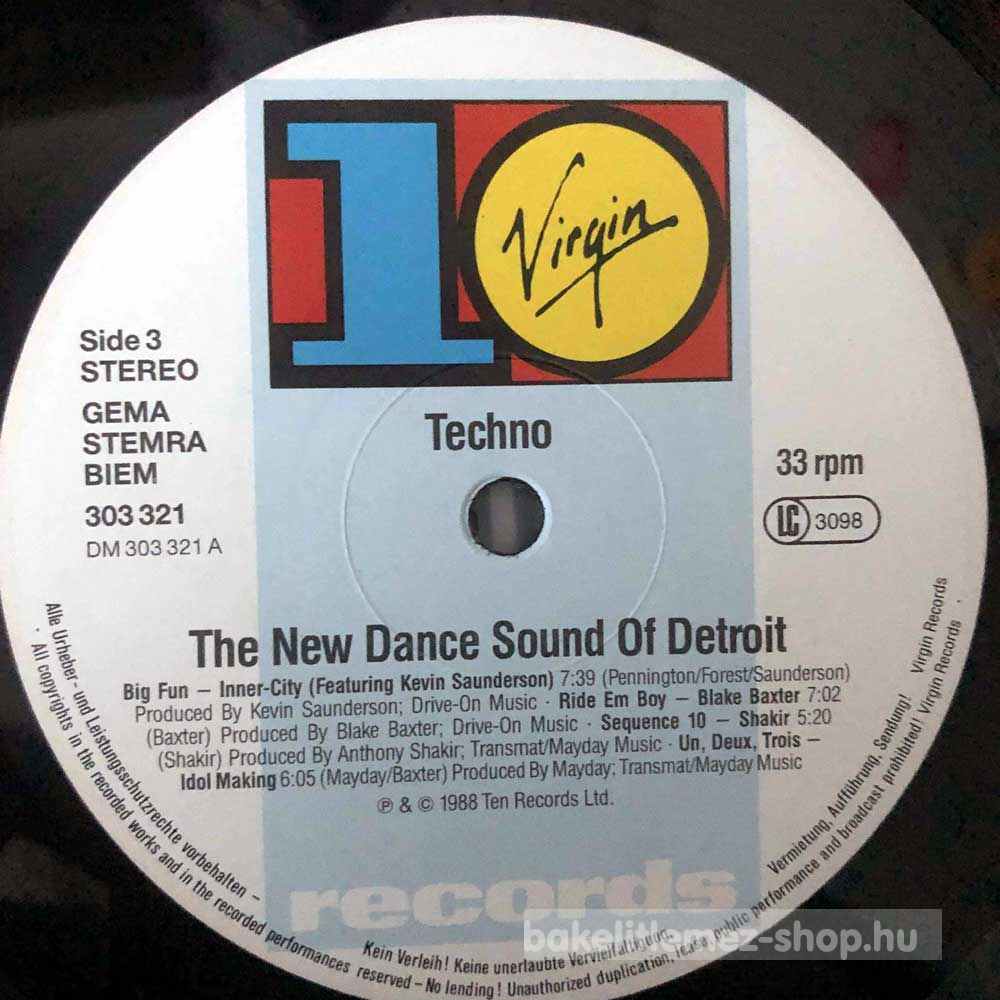 10
Virgin
Side 3
STEREO
GEMA
STEMRA
BIEM
303 321
DM 303 321 A
Techno
33 rpm
LC 3098
The New Dance Sound Of Detroit
Big Fun – Inner-City (Featuring Kevin Saunderson) 7:39 (Pennington/Forest/Saunderson)
Produced By Kevin Saunderson; Drive-On Music · Ride Em Boy – Blake Baxter 7:02
(Baxter) Produced By Blake Baxter; Drive-On Music · Sequence 10 – Shakir 5:20
(Shakir) Produced By Anthony Shakir; Transmat/Mayday Music · Un, Deux, Trois –
Idol Making 6:05 (Mayday/Baxter) Produced By Mayday; Transmat/Mayday Music
℗ & © 1988 Ten Records Ltd.
records
Alle Urheber- und Leistungsschutzrechte vorbehalten – Kein Verleih! Keine unerlaubte Vervielfältigung, Vermietung, Aufführung, Sendung! Virgin Records
· All copyrights in the recorded works and in the recorded performances reserved – No lending! Unauthorized duplication, public performance and broadcast prohibited! Virgin Records ·
bakelitlemez-shop.hu